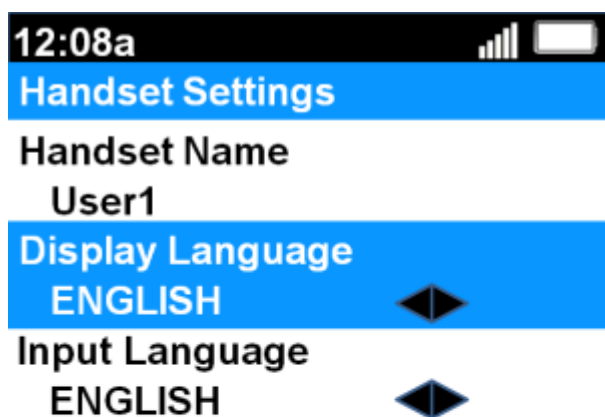 12:08a
Handset Settings
Handset Name
User1
Display Language
ENGLISH
Input Language
ENGLISH